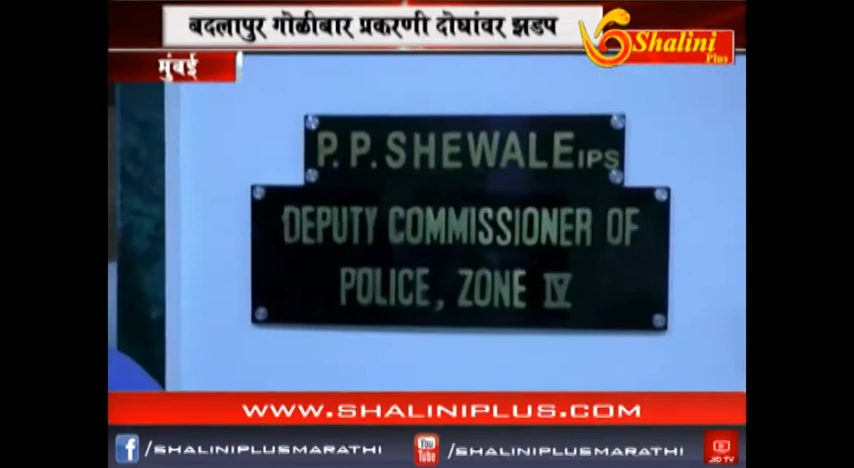 बदलापुर गोळीबार प्रकरणी दोघांवर झडप
Shalini
Plus
मुंबई
P. P. SHEWALE IPS
DEPUTY COMMISSIONER OF
POLICE, ZONE IV
WWW.SHALINIPLUS.COM
f /SHALINIPLUSMARATHI
You Tube /SHALINIPLUSMARATHI
Jio TV